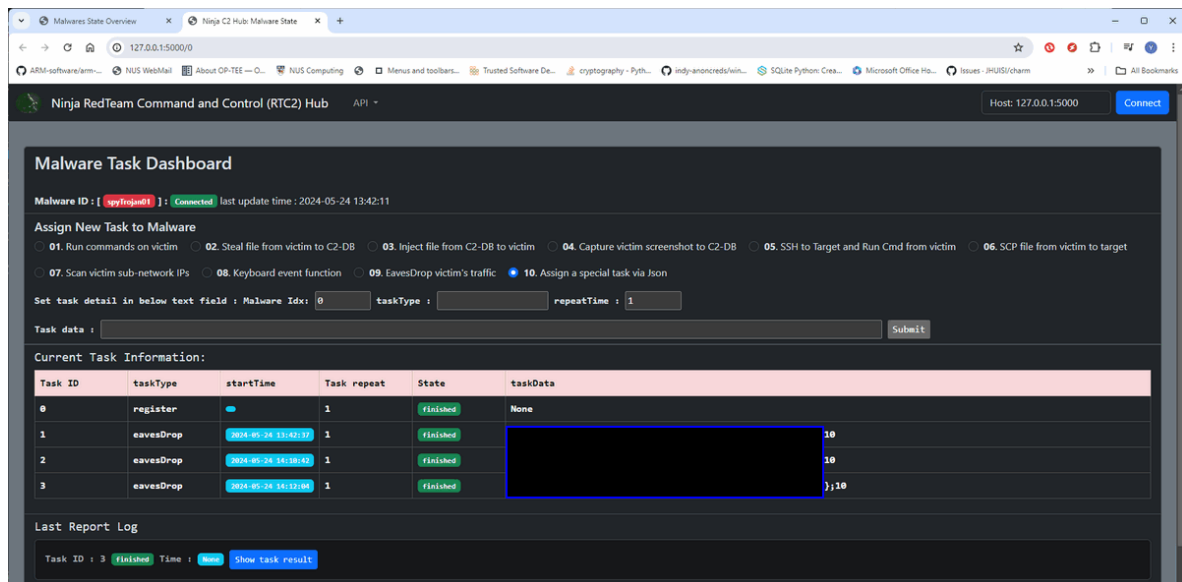 Malwares State Overview
Ninja C2 Hub: Malware State
127.0.0.1:5000/0
ARM-software/arm-... NUS WebMail About OP-TEE — O... NUS Computing Menus and toolbars... Trusted Software De... cryptography - Pyth... indy-anoncreds/win... SQLite Python: Crea... Microsoft Office Ho... Issues · JHUISI/charm » All Bookmarks
Ninja RedTeam Command and Control (RTC2) Hub API Host: 127.0.0.1:5000 Connect
Malware Task Dashboard
Malware ID : [ spyTrojan01 ] : Connected last update time : 2024-05-24 13:42:11
Assign New Task to Malware
01. Run commands on victim 02. Steal file from victim to C2-DB 03. Inject file from C2-DB to victim 04. Capture victim screenshot to C2-DB 05. SSH to Target and Run Cmd from victim 06. SCP file from victim to target
07. Scan victim sub-network IPs 08. Keyboard event function 09. EavesDrop victim's traffic 10. Assign a special task via Json
Set task detail in below text field : Malware Idx: 0 taskType : repeatTime : 1
Task data : Submit
Current Task Information:
Task ID taskType startTime Task repeat State taskData
0 register 1 finished None
1 eavesDrop 2024-05-24 13:42:37 1 finished 10
2 eavesDrop 2024-05-24 14:10:42 1 finished 10
3 eavesDrop 2024-05-24 14:12:04 1 finished };10
Last Report Log
Task ID : 3 finished Time : None Show task result